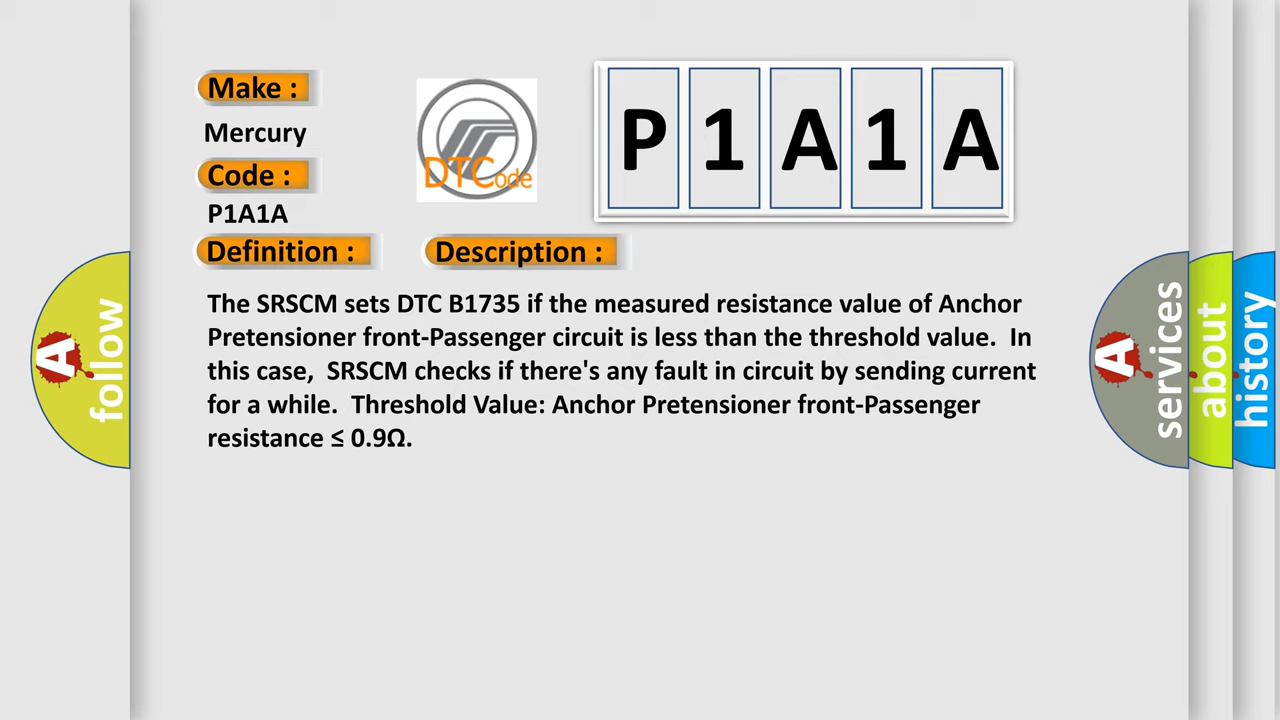 Make :
Mercury
Code :
P1A1A
Definition :
Description :
DTCode
P1A1A
The SRSCM sets DTC B1735 if the measured resistance value of Anchor
Pretensioner front-Passenger circuit is less than the threshold value. In
this case, SRSCM checks if there's any fault in circuit by sending current
for a while. Threshold Value: Anchor Pretensioner front-Passenger
resistance ≤ 0.9Ω.
A
follow
A
services
about
history